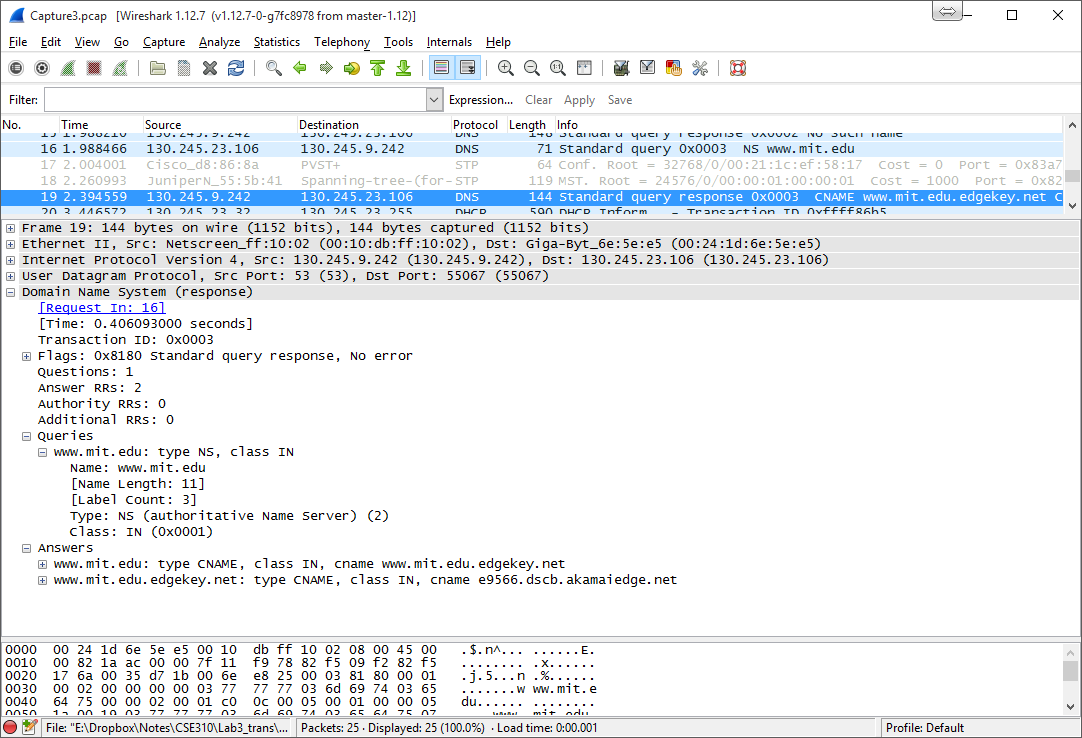 Capture3.pcap [Wireshark 1.12.7 (v1.12.7-0-g7fc8978 from master-1.12)]
File Edit View Go Capture Analyze Statistics Telephony Tools Internals Help
Filter: Expression... Clear Apply Save
No. Time Source Destination Protocol Length Info
15 1.988210 130.245.9.242 130.245.23.106 DNS 148 Standard query response 0x0002 No such name
16 1.988466 130.245.23.106 130.245.9.242 DNS 71 Standard query 0x0003 NS www.mit.edu
17 2.004001 Cisco_d8:86:8a PVST+ STP 64 Conf. Root = 32768/0/00:21:1c:ef:58:17 Cost = 0 Port = 0x83a7
18 2.260993 JuniperN_55:5b:41 Spanning-tree-(for- STP 119 MST. Root = 24576/0/00:00:01:00:00:01 Cost = 1000 Port = 0x82
19 2.394559 130.245.9.242 130.245.23.106 DNS 144 Standard query response 0x0003 CNAME www.mit.edu.edgekey.net C
20 3.446572 130.245.23.32 130.245.23.255 DHCP 590 DHCP Inform - Transaction ID 0xffff86b5
Frame 19: 144 bytes on wire (1152 bits), 144 bytes captured (1152 bits)
Ethernet II, Src: Netscreen_ff:10:02 (00:10:db:ff:10:02), Dst: Giga-Byt_6e:5e:e5 (00:24:1d:6e:5e:e5)
Internet Protocol Version 4, Src: 130.245.9.242 (130.245.9.242), Dst: 130.245.23.106 (130.245.23.106)
User Datagram Protocol, Src Port: 53 (53), Dst Port: 55067 (55067)
Domain Name System (response)
[Request In: 16]
[Time: 0.406093000 seconds]
Transaction ID: 0x0003
Flags: 0x8180 Standard query response, No error
Questions: 1
Answer RRs: 2
Authority RRs: 0
Additional RRs: 0
Queries
www.mit.edu: type NS, class IN
Name: www.mit.edu
[Name Length: 11]
[Label Count: 3]
Type: NS (authoritative Name Server) (2)
Class: IN (0x0001)
Answers
www.mit.edu: type CNAME, class IN, cname www.mit.edu.edgekey.net
www.mit.edu.edgekey.net: type CNAME, class IN, cname e9566.dscb.akamaiedge.net
0000 00 24 1d 6e 5e e5 00 10 db ff 10 02 08 00 45 00 .$.n^... ......E.
0010 00 82 1a ac 00 00 7f 11 f9 78 82 f5 09 f2 82 f5 ........ .x......
0020 17 6a 00 35 d7 1b 00 6e e8 25 00 03 81 80 00 01 .j.5...n .%......
0030 00 02 00 00 00 00 03 77 77 77 03 6d 69 74 03 65 .......w ww.mit.e
0040 64 75 00 00 02 00 01 c0 0c 00 05 00 01 00 00 05 du...... ........
0050 1a 00 19 03 77 77 77 03 6d 69 74 03 65 64 75 07 ....www. mit.edu.
File: "E:\Dropbox\Notes\CSE310\Lab3_trans\... Packets: 25 · Displayed: 25 (100.0%) · Load time: 0:00.001 Profile: Default